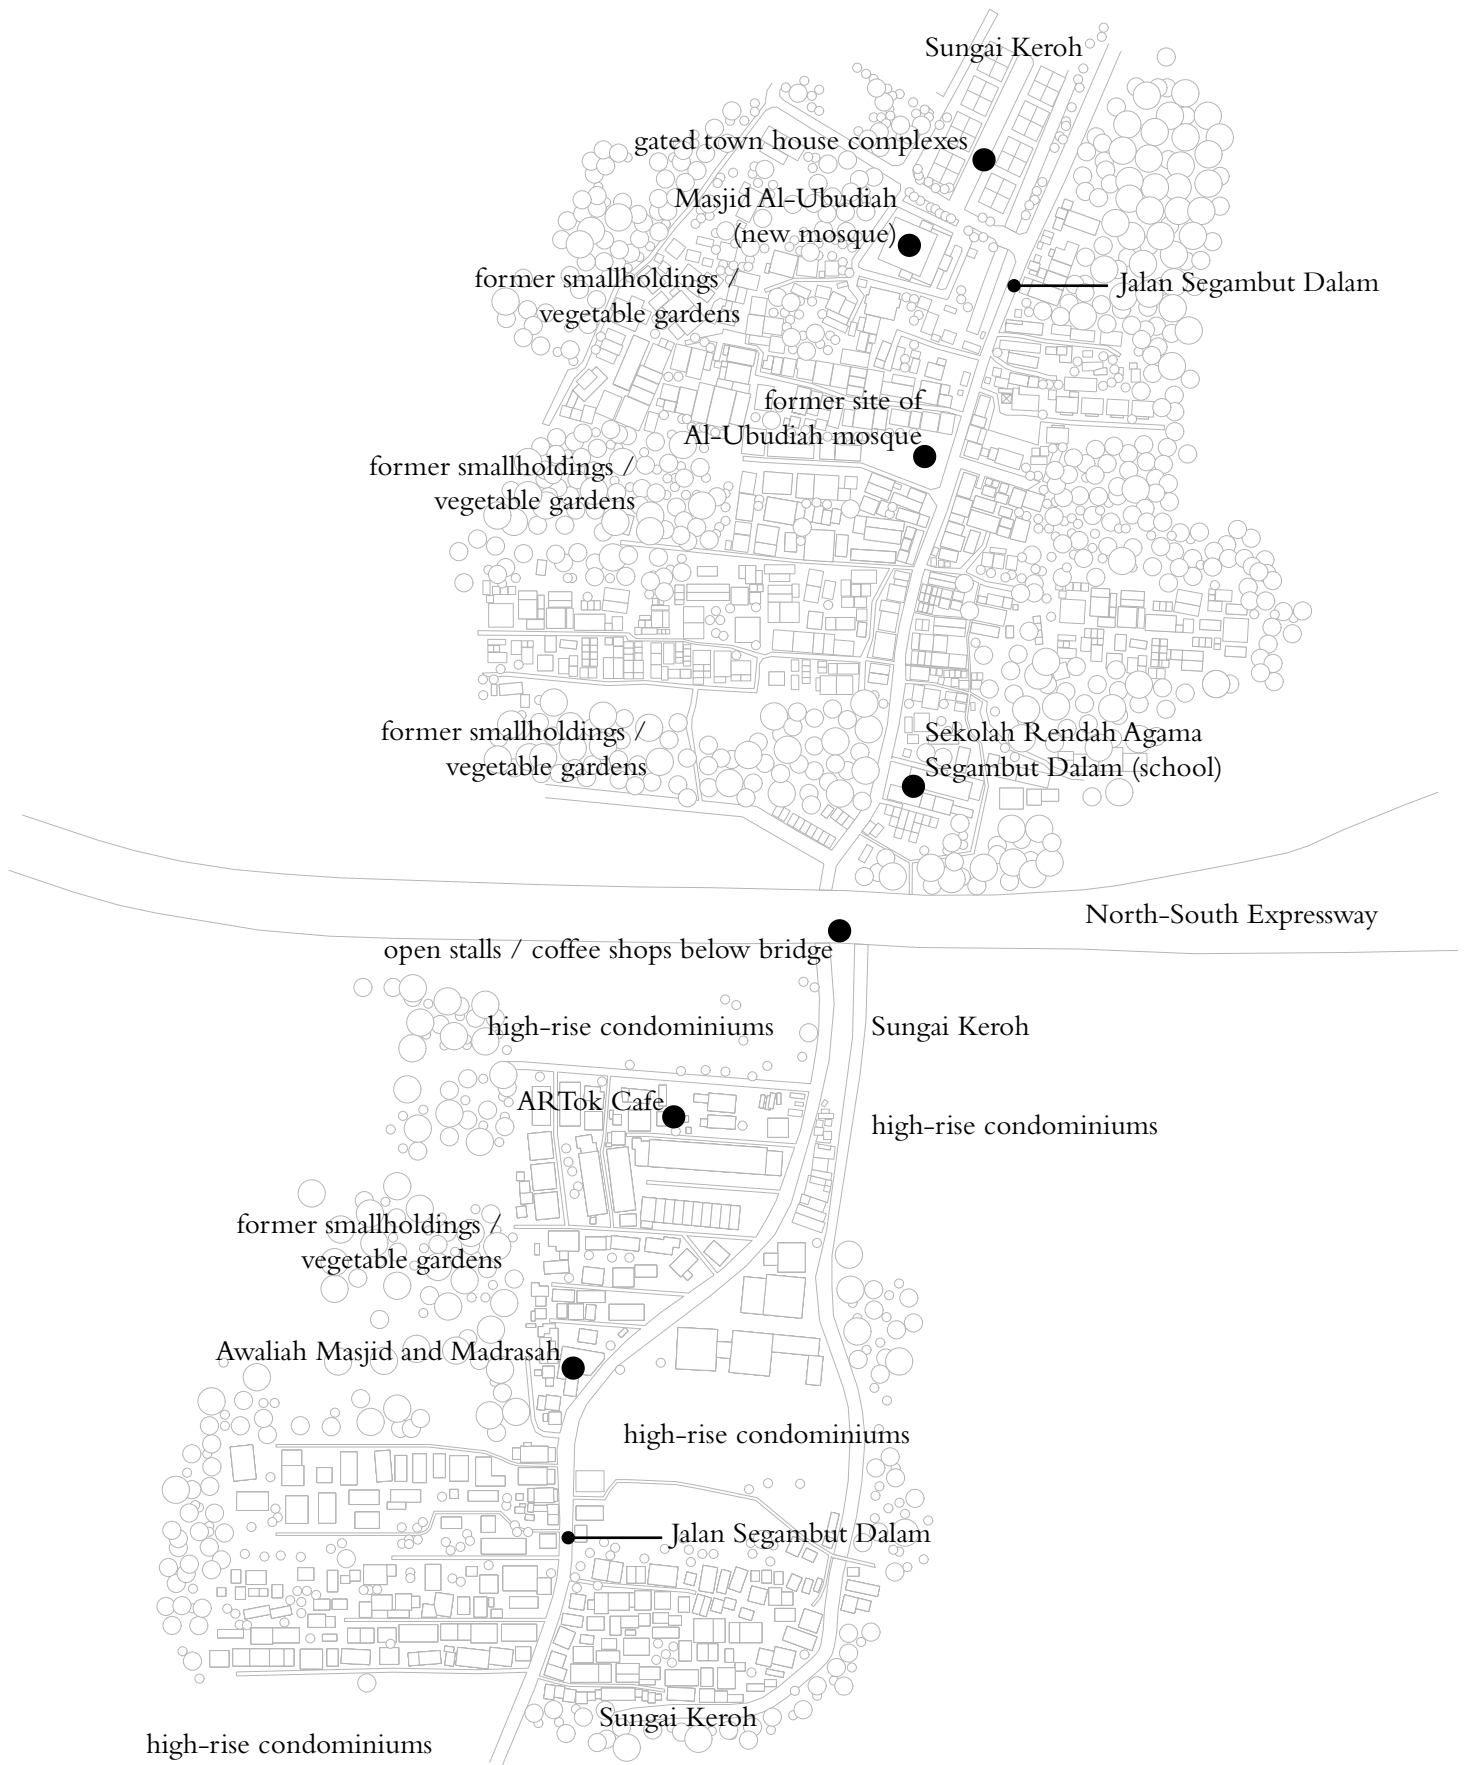 Sungai Keroh
gated town house complexes
Masjid Al-Ubudiah
(new mosque)
former smallholdings /
vegetable gardens
Jalan Segambut Dalam
former site of
Al-Ubudiah mosque
former smallholdings /
vegetable gardens
former smallholdings /
vegetable gardens
Sekolah Rendah Agama
Segambut Dalam (school)
North-South Expressway
open stalls / coffee shops below bridge
high-rise condominiums
Sungai Keroh
ARTok Cafe
high-rise condominiums
former smallholdings /
vegetable gardens
Awaliah Masjid and Madrasah
high-rise condominiums
Jalan Segambut Dalam
Sungai Keroh
high-rise condominiums